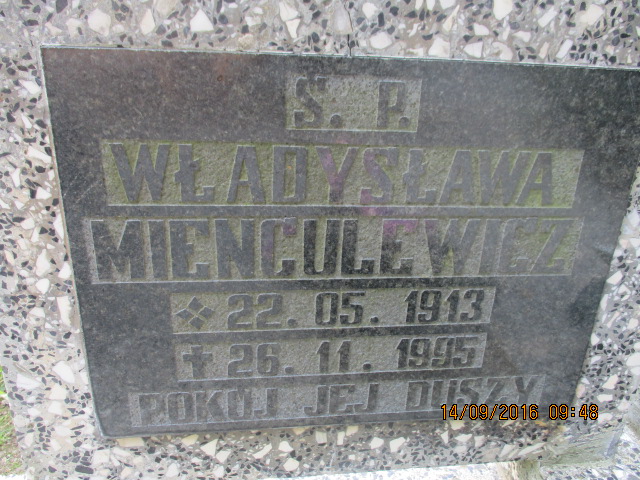 Ś. P.
WŁADYSŁAWA
MIENCULEWICZ
22. 05. 1913
✝ 26. 11. 1995
POKÓJ JEJ DUSZY
14/09/2016 09:48